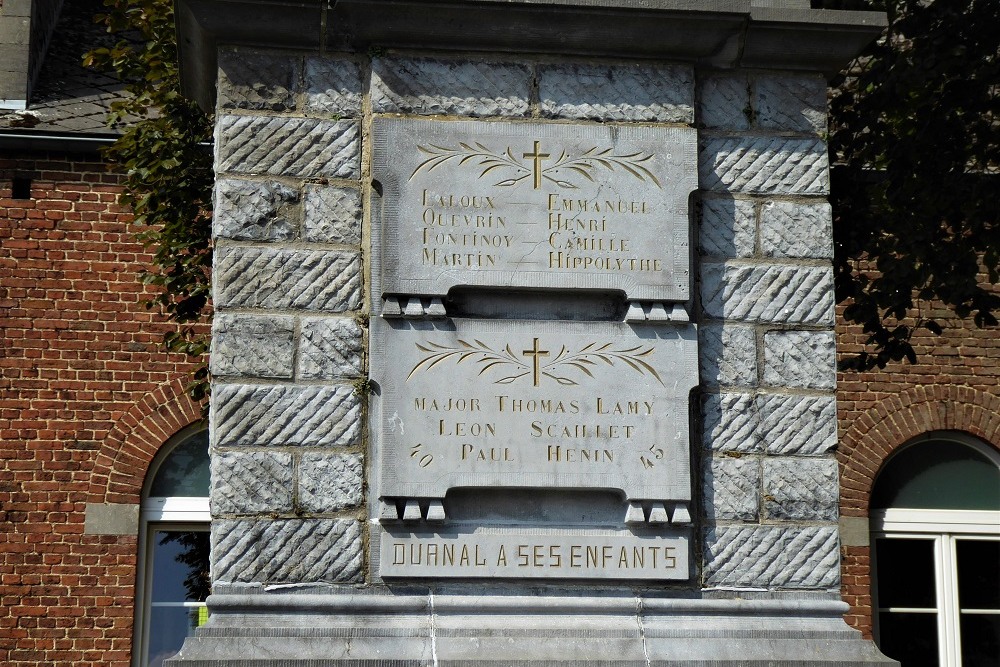 FALOUX — EMMANUEL
QUEVRIN — HENRI
FONTINOY — CAMILLE
MARTIN — HIPPOLYTHE
MAJOR THOMAS LAMY
LEON SCAILLET
40 PAUL HENIN 45
DURNAL A SES ENFANTS